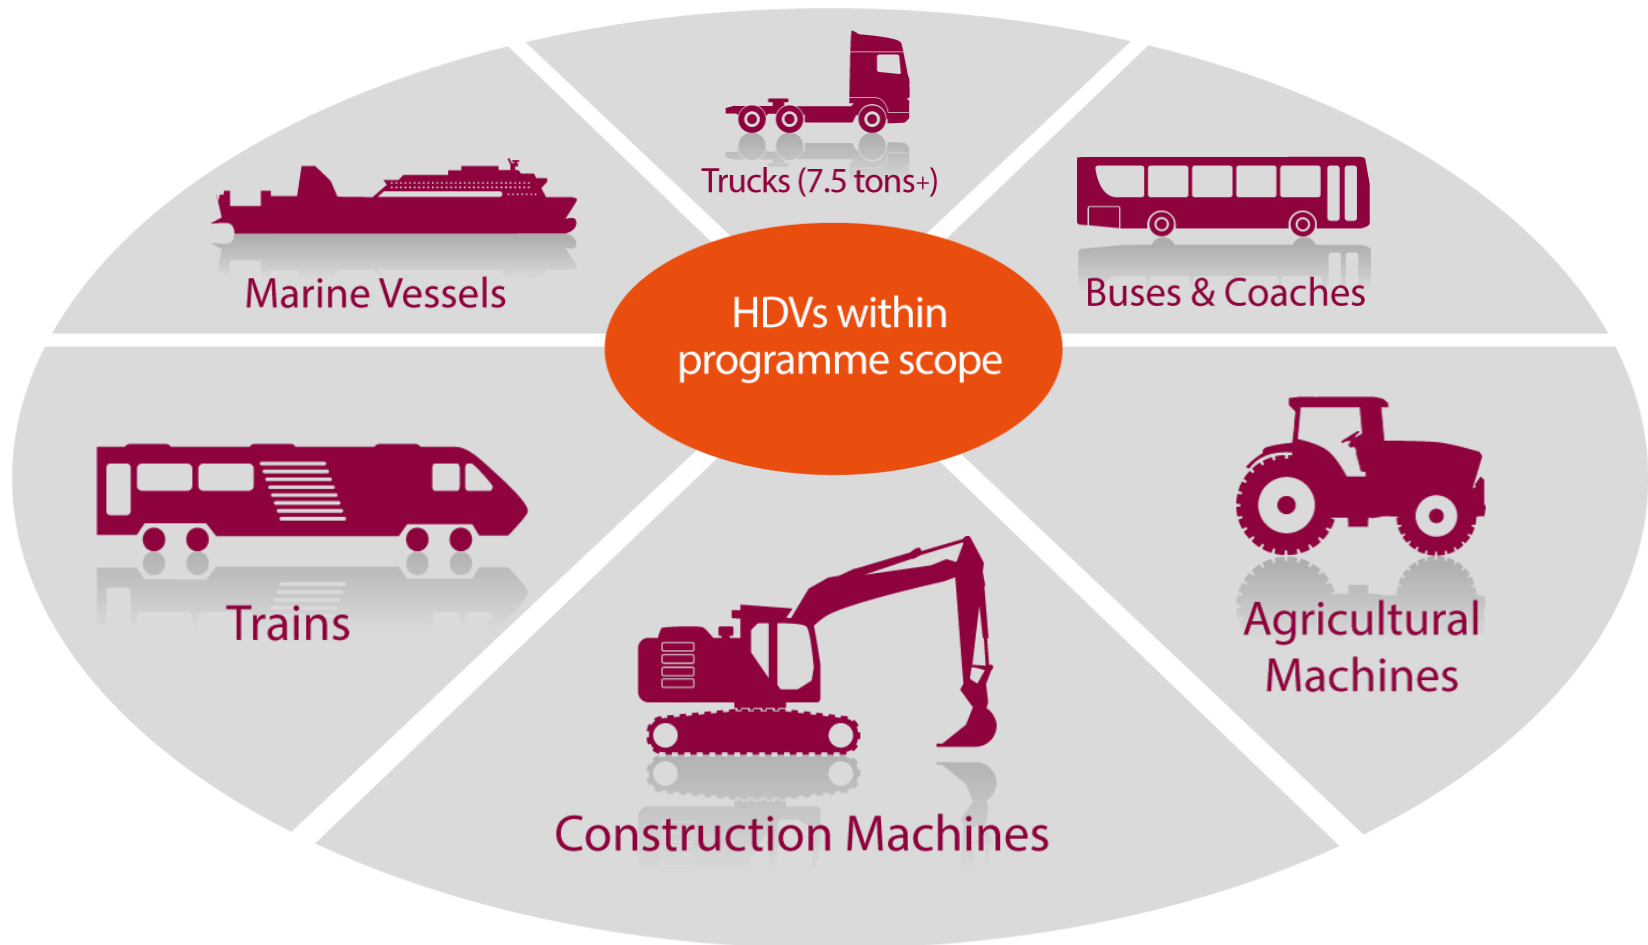 Trucks (7.5 tons+)
Marine Vessels
Buses & Coaches
HDVs within
programme scope
Trains
Agricultural
Machines
Construction Machines